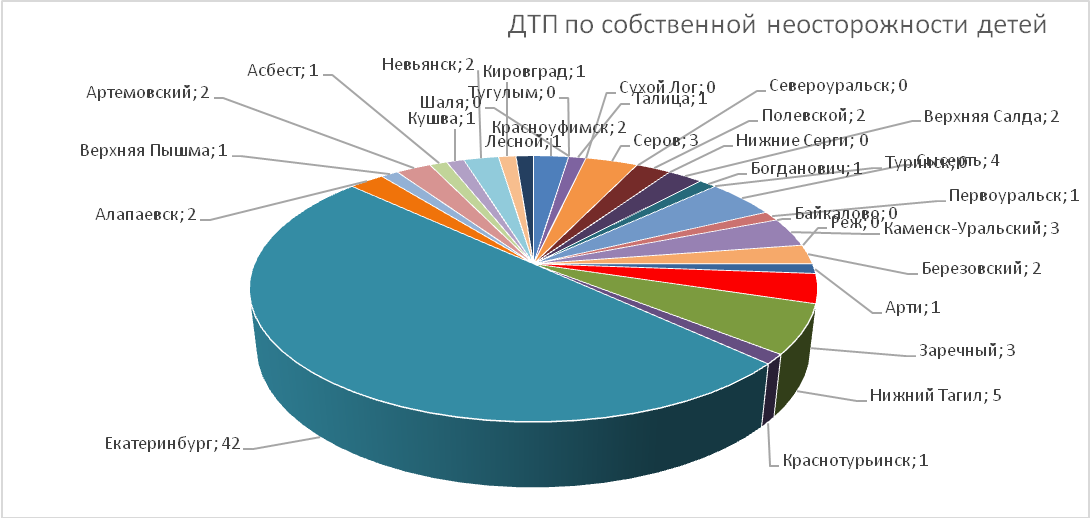 ДТП по собственной неосторожности детей
Невьянск; 2
Кировград; 1
Асбест; 1
Тугулым; 0
Сухой Лог; 0
Североуральск; 0
Артемовский; 2
Шаля; 0
Талица; 1
Кушва; 1
Красноуфимск; 2
Полевской; 2
Верхняя Салда; 2
Лесной; 1
Серов; 3
Нижние Серги; 0
Верхняя Пышма; 1
Богданович; 1
Туринск; 0
Сысерть; 4
Первоуральск; 1
Алапаевск; 2
Байкалово; 0
Реж; 0
Каменск-Уральский; 3
Березовский; 2
Арти; 1
Заречный; 3
Нижний Тагил; 5
Екатеринбург; 42
Краснотурьинск; 1